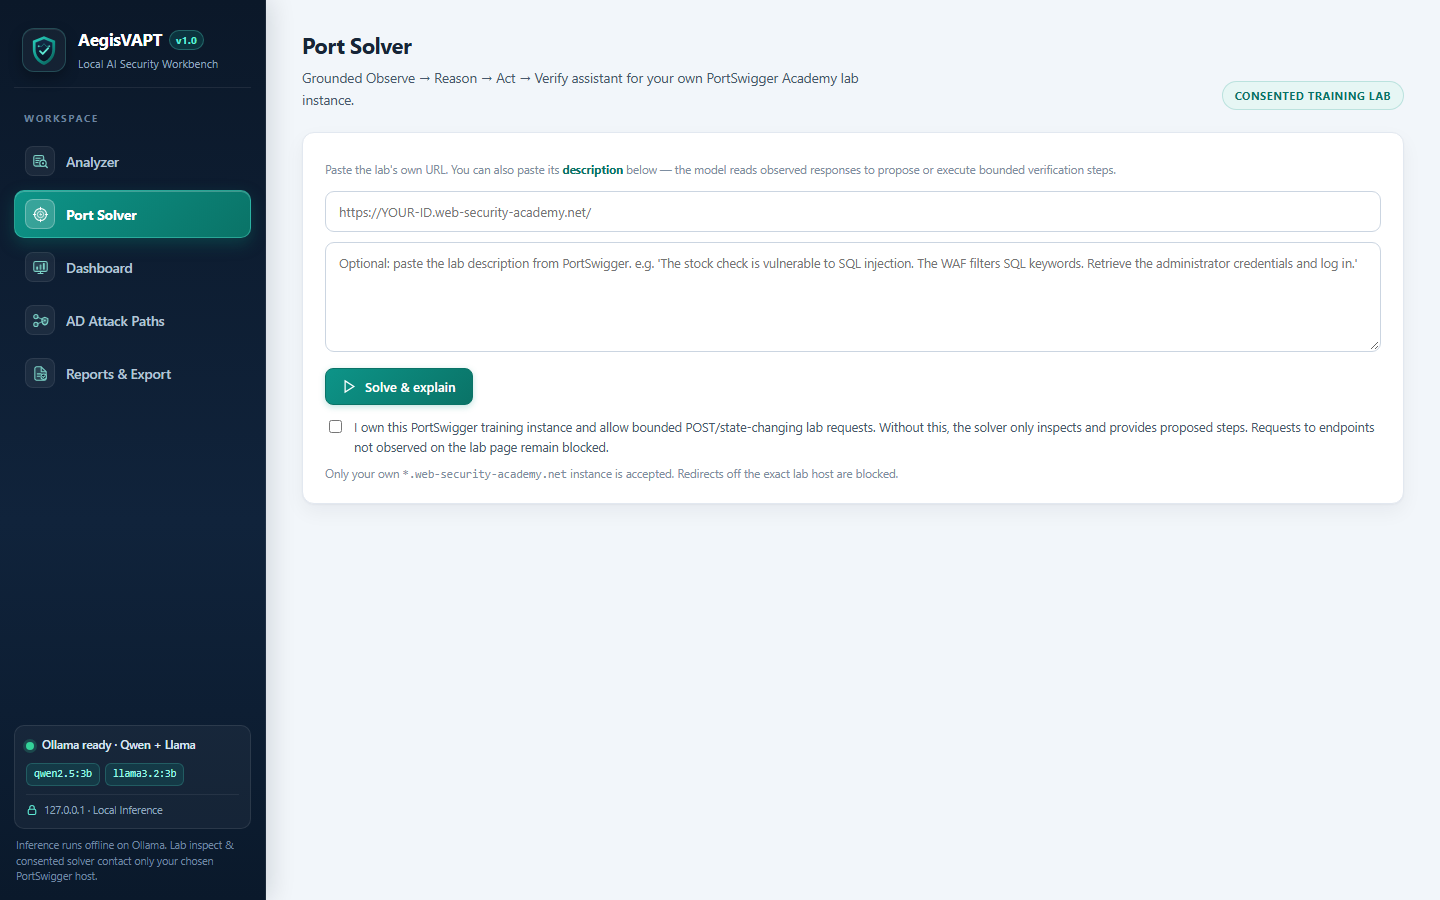 AegisVAPT v1.0
Local AI Security Workbench
WORKSPACE
Analyzer
Port Solver
Dashboard
AD Attack Paths
Reports & Export
Ollama ready · Qwen + Llama
qwen2.5:3b llama3.2:3b
127.0.0.1 · Local Inference
Inference runs offline on Ollama. Lab inspect &
consented solver contact only your chosen
PortSwigger host.
Port Solver
Grounded Observe → Reason → Act → Verify assistant for your own PortSwigger Academy lab
instance.
CONSENTED TRAINING LAB
Paste the lab's own URL. You can also paste its description below — the model reads observed responses to propose or execute bounded verification steps.
https://YOUR-ID.web-security-academy.net/
Optional: paste the lab description from PortSwigger. e.g. 'The stock check is vulnerable to SQL injection. The WAF filters SQL keywords. Retrieve the administrator credentials and log in.'
Solve & explain
I own this PortSwigger training instance and allow bounded POST/state-changing lab requests. Without this, the solver only inspects and provides proposed steps. Requests to endpoints
not observed on the lab page remain blocked.
Only your own *.web-security-academy.net instance is accepted. Redirects off the exact lab host are blocked.